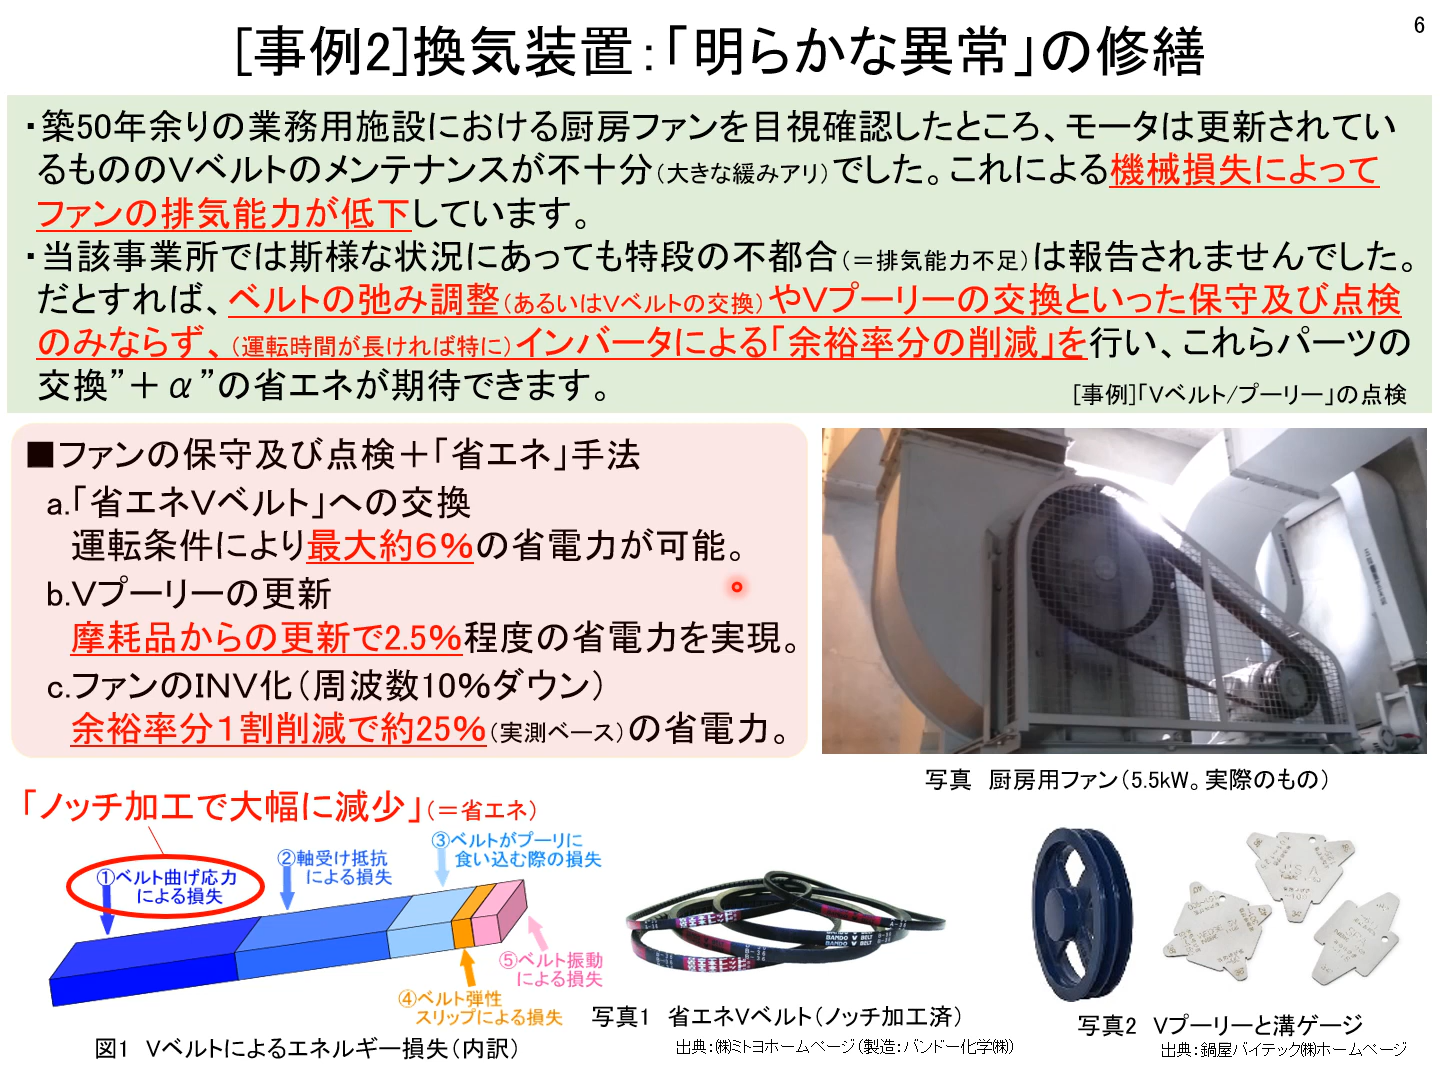 6
[事例2]換気装置：「明らかな異常」の修繕
・築50年余りの業務用施設における厨房ファンを目視確認したところ、モータは更新されてい
るもののVベルトのメンテナンスが不十分（大きな緩みアリ）でした。これによる機械損失によって
ファンの排気能力が低下しています。
・当該事業所では斯様な状況にあっても特段の不都合（＝排気能力不足）は報告されませんでした。
だとすれば、ベルトの弛み調整（あるいはVベルトの交換）やVプーリーの交換といった保守及び点検
のみならず、（運転時間が長ければ特に）インバータによる「余裕率分の削減」を行い、これらパーツの
交換”＋α”の省エネが期待できます。
[事例]「Vベルト/プーリー」の点検
■ファンの保守及び点検＋「省エネ」手法
a.「省エネVベルト」への交換
運転条件により最大約６％の省電力が可能。
b.Vプーリーの更新
摩耗品からの更新で2.5％程度の省電力を実現。
c.ファンのINV化（周波数10％ダウン）
余裕率分１割削減で約25％（実測ベース）の省電力。
写真　厨房用ファン（5.5kW。実際のもの）
「ノッチ加工で大幅に減少」（＝省エネ）
①ベルト曲げ応力
による損失
②軸受け抵抗
による損失
③ベルトがプーリに
食い込む際の損失
④ベルト弾性
スリップによる損失
⑤ベルト振動
による損失
図1　Vベルトによるエネルギー損失（内訳）
BANDO V BELT
写真1　省エネVベルト（ノッチ加工済）
出典：㈱ミトヨホームページ（製造：バンドー化学㈱）
写真2　Vプーリーと溝ゲージ
出典：鍋屋バイテック㈱ホームページ